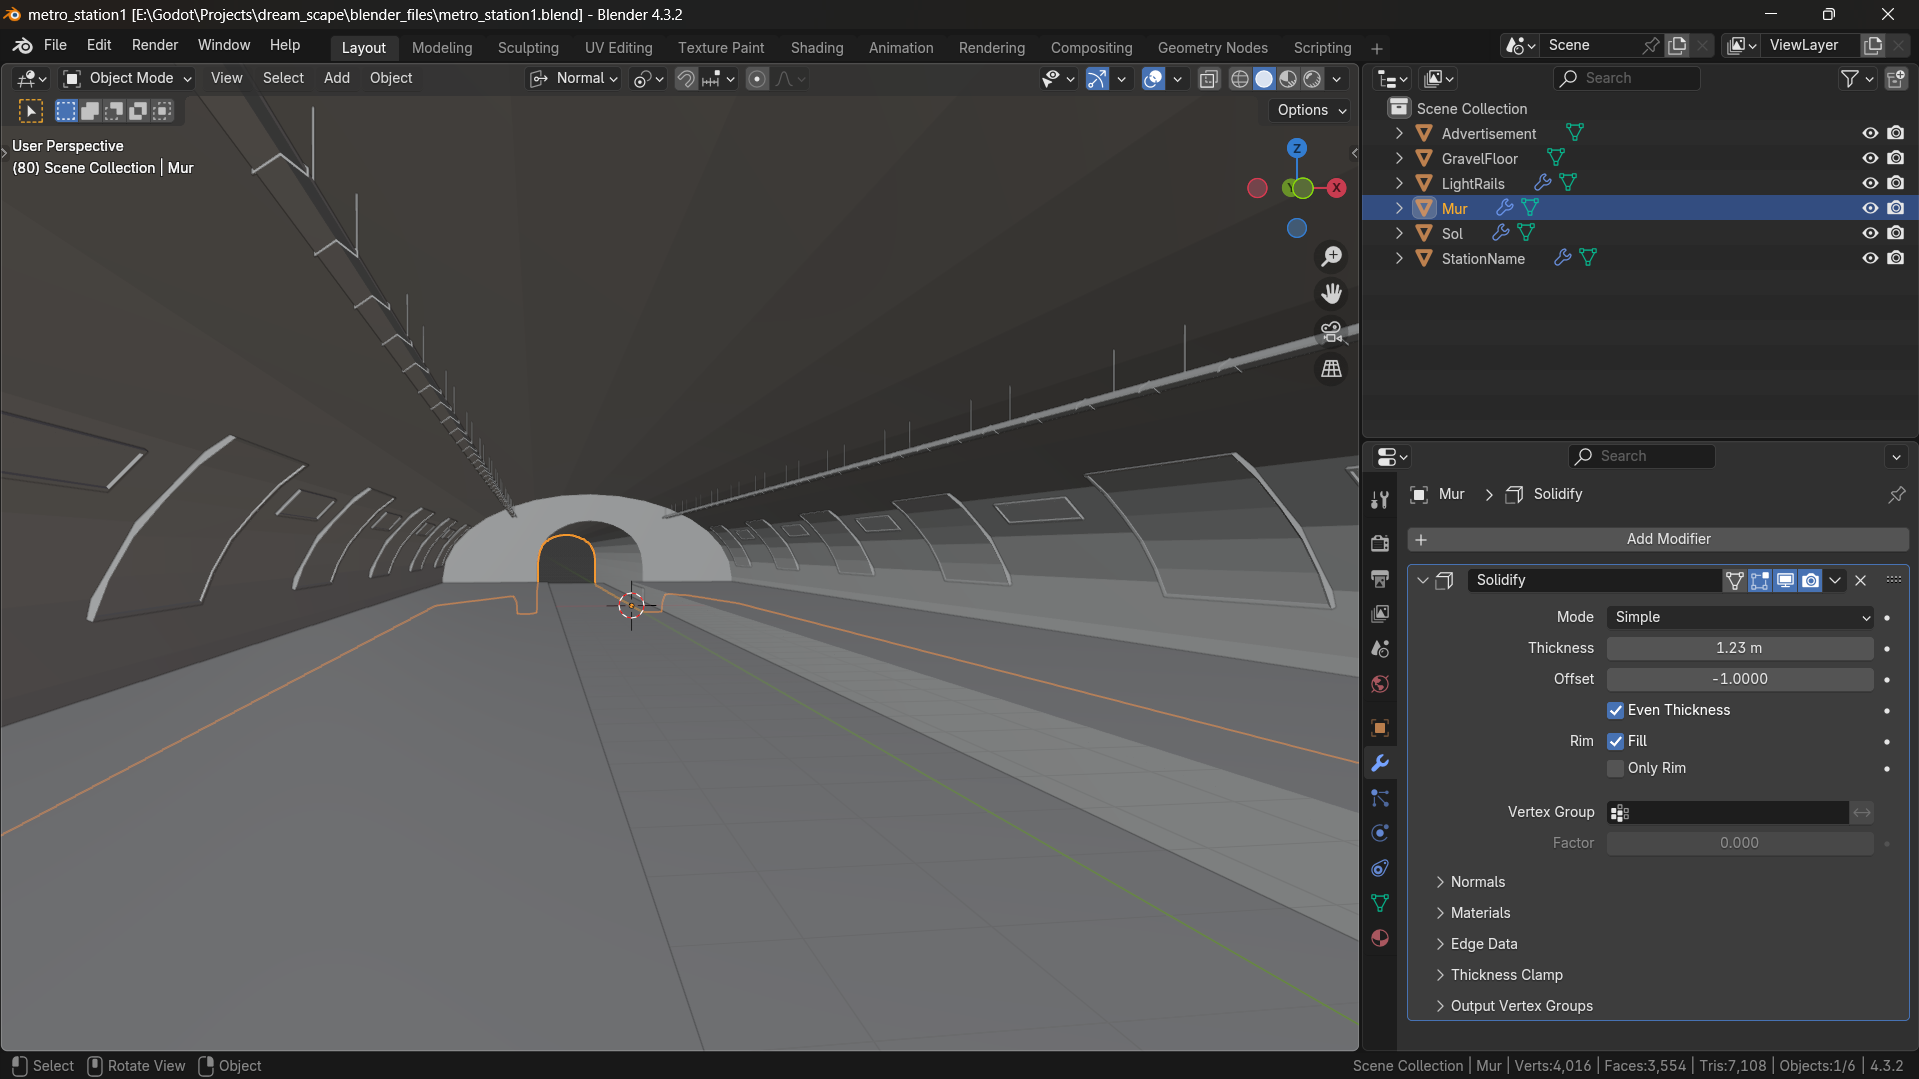 metro_station1 [E:\Godot\Projects\dream_scape\blender_files\metro_station1.blend] - Blender 4.3.2
File Edit Render Window Help Layout Modeling Sculpting UV Editing Texture Paint Shading Animation Rendering Compositing Geometry Nodes Scripting + Scene ViewLayer
Object Mode View Select Add Object Normal
Options
User Perspective
(80) Scene Collection | Mur
Z
Y
X
Search
Scene Collection
Advertisement
GravelFloor
LightRails
Mur
Sol
StationName
Search
Mur > Solidify
+ Add Modifier
Solidify
Mode Simple
Thickness 1.23 m
Offset -1.0000
Even Thickness
Rim Fill
Only Rim
Vertex Group
Factor 0.000
Normals
Materials
Edge Data
Thickness Clamp
Output Vertex Groups
Select Rotate View Object
Scene Collection | Mur | Verts:4,016 | Faces:3,554 | Tris:7,108 | Objects:1/6 | 4.3.2